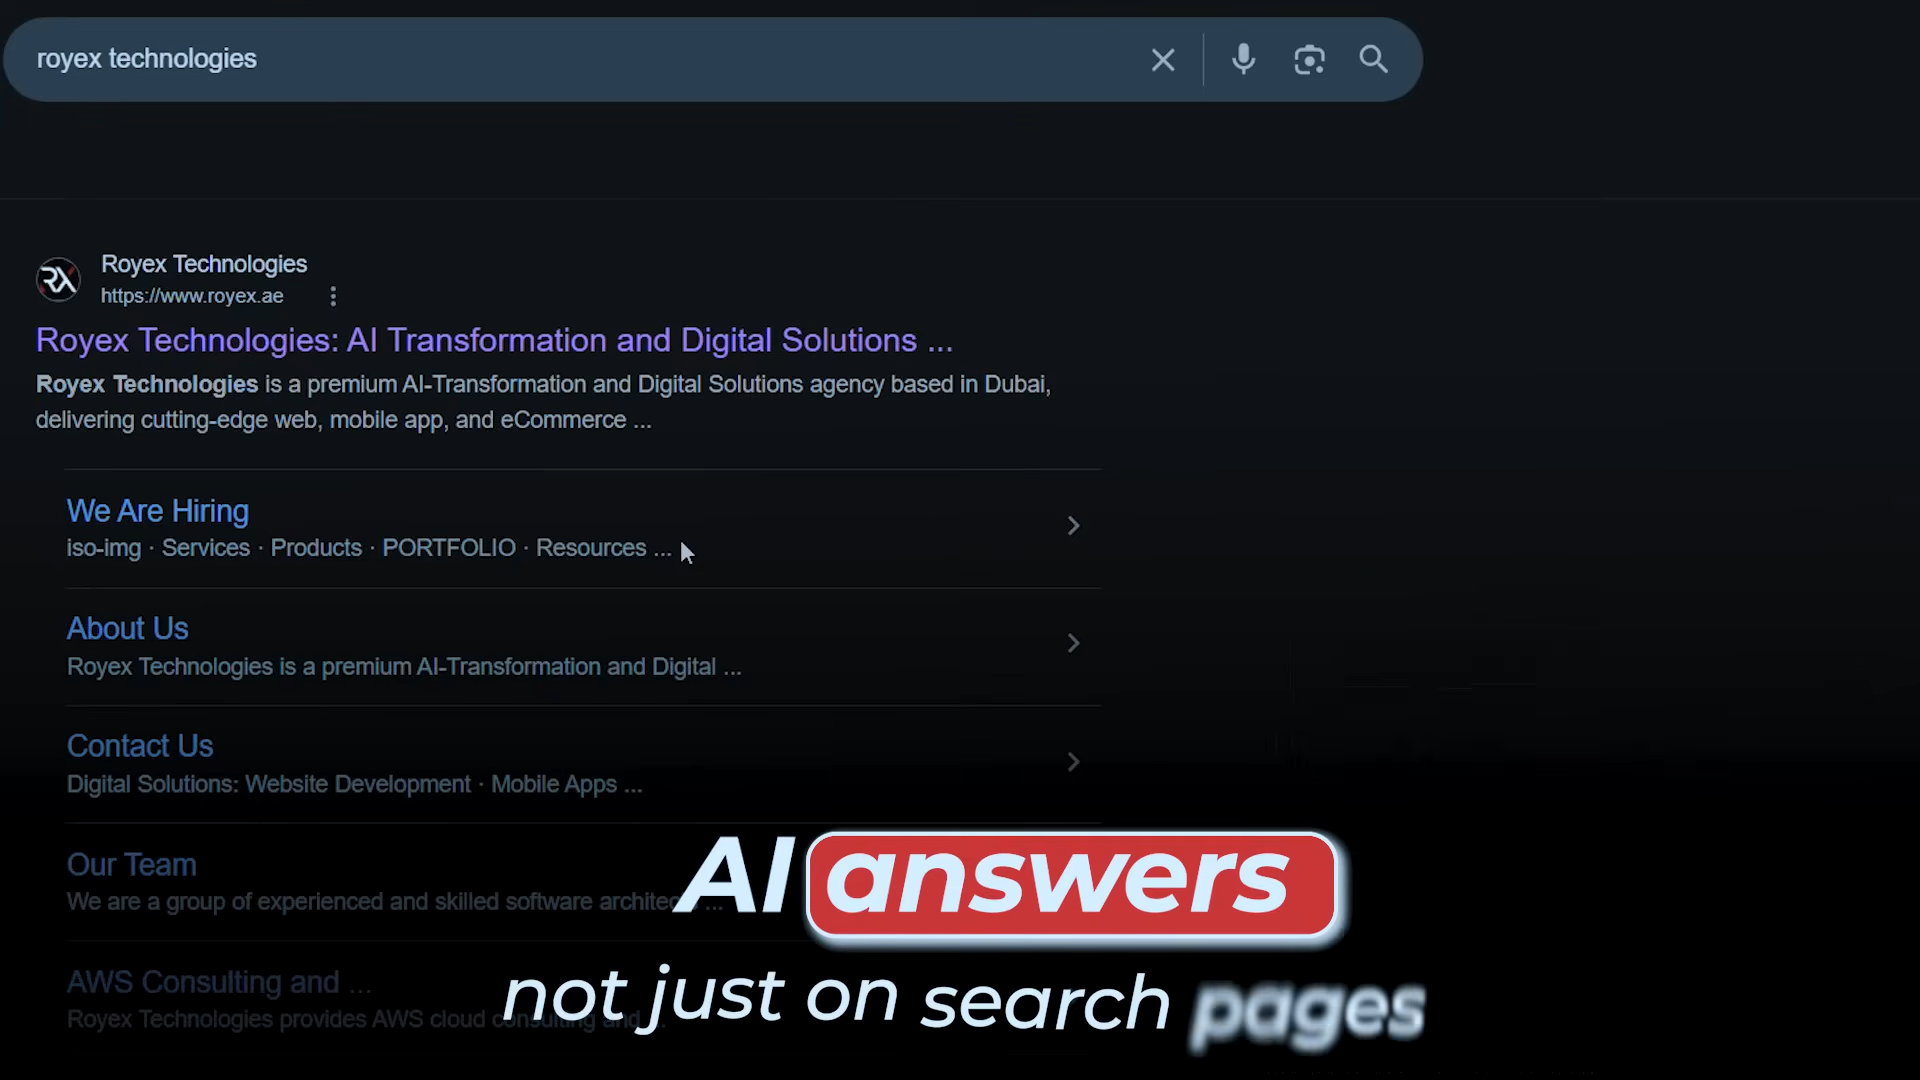 royex technologies
RX
Royex Technologies
https://www.royex.ae
Royex Technologies: AI Transformation and Digital Solutions ...
Royex Technologies is a premium AI-Transformation and Digital Solutions agency based in Dubai,
delivering cutting-edge web, mobile app, and eCommerce ...
We Are Hiring
iso-img · Services · Products · PORTFOLIO · Resources ...
About Us
Royex Technologies is a premium AI-Transformation and Digital ...
Contact Us
Digital Solutions: Website Development · Mobile Apps ...
Our Team
We are a group of experienced and skilled software architec ...
AWS Consulting and ...
Royex Technologies provides AWS cloud consulting and ...
AI answers
not just on search pages